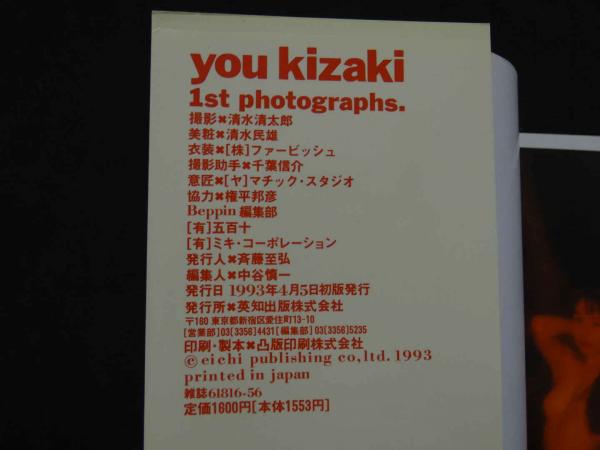 you kizaki
1st photographs.
撮影✖清水清太郎
美粧✖清水民雄
衣装✖[株]ファービッシュ
撮影助手✖千葉信介
意匠✖[ヤ]マチック・スタジオ
協力✖権平邦彦
Beppin 編集部
[有]五百十
[有]ミキ・コーポレーション
発行人✖斉藤至弘
編集人✖中谷慎一
発行日 1993年4月5日初版発行
発行所✖英知出版株式会社
〒160 東京都新宿区愛住町13-10
[営業部]03[3358]4431[編集部]03[3356]5235
印刷・製本✖凸版印刷株式会社
©eichi publishing co,ltd. 1993
printed in japan
雑誌61816-56
定価1600円[本体1553円]